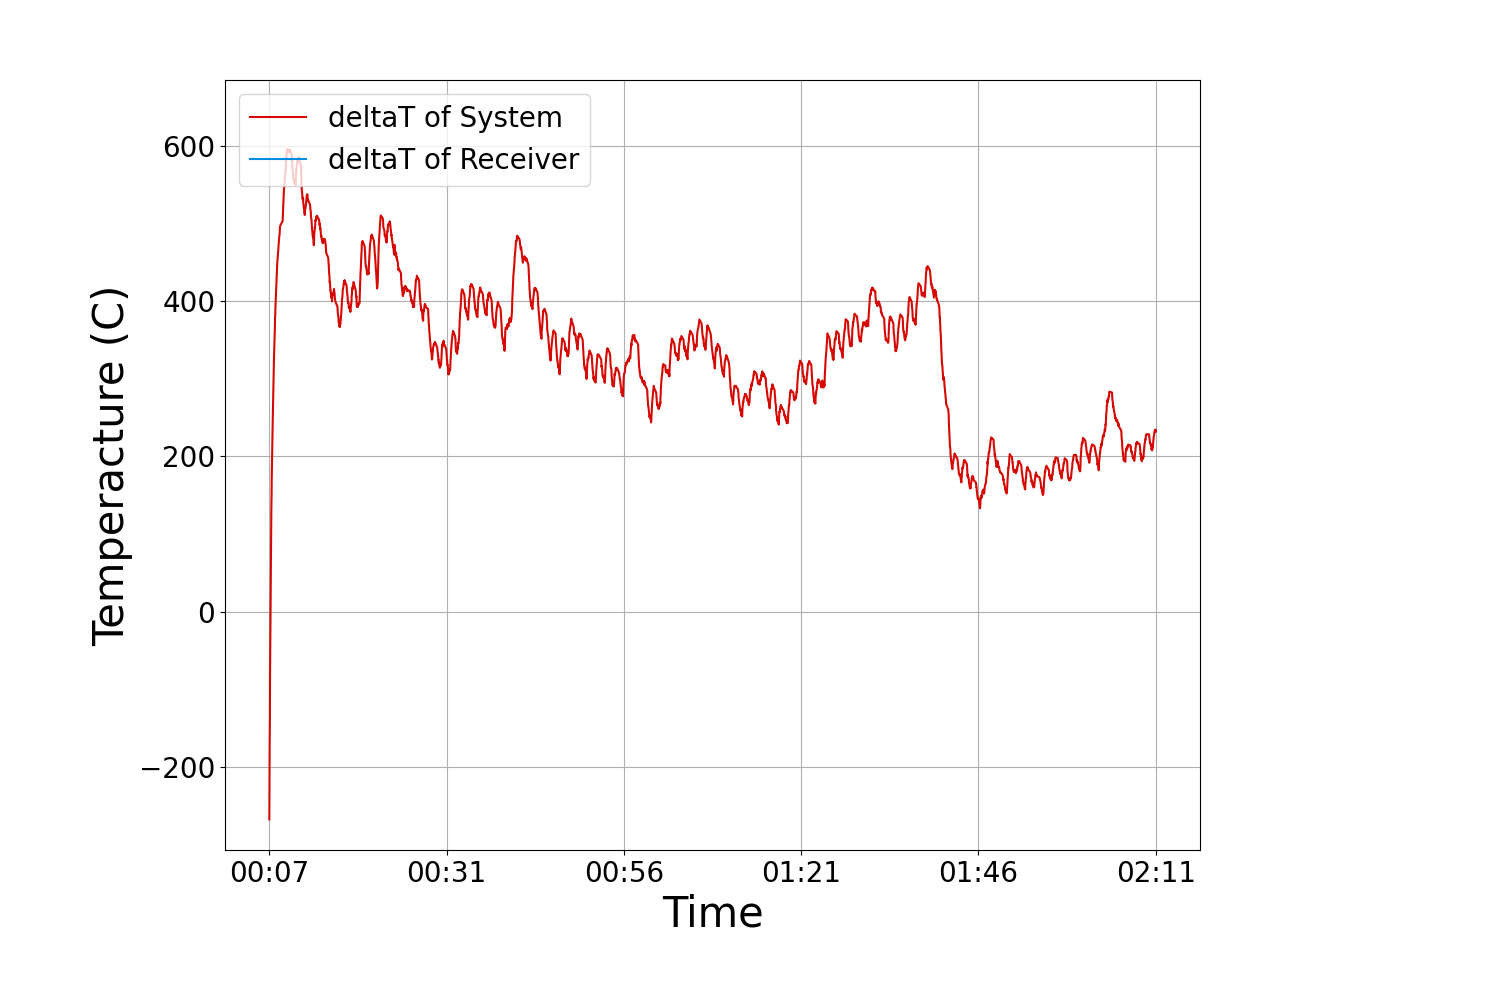 deltaT of System
deltaT of Receiver
600
400
200
0
−200
Temperacture (C)
00:07 00:31 00:56 01:21 01:46 02:11
Time